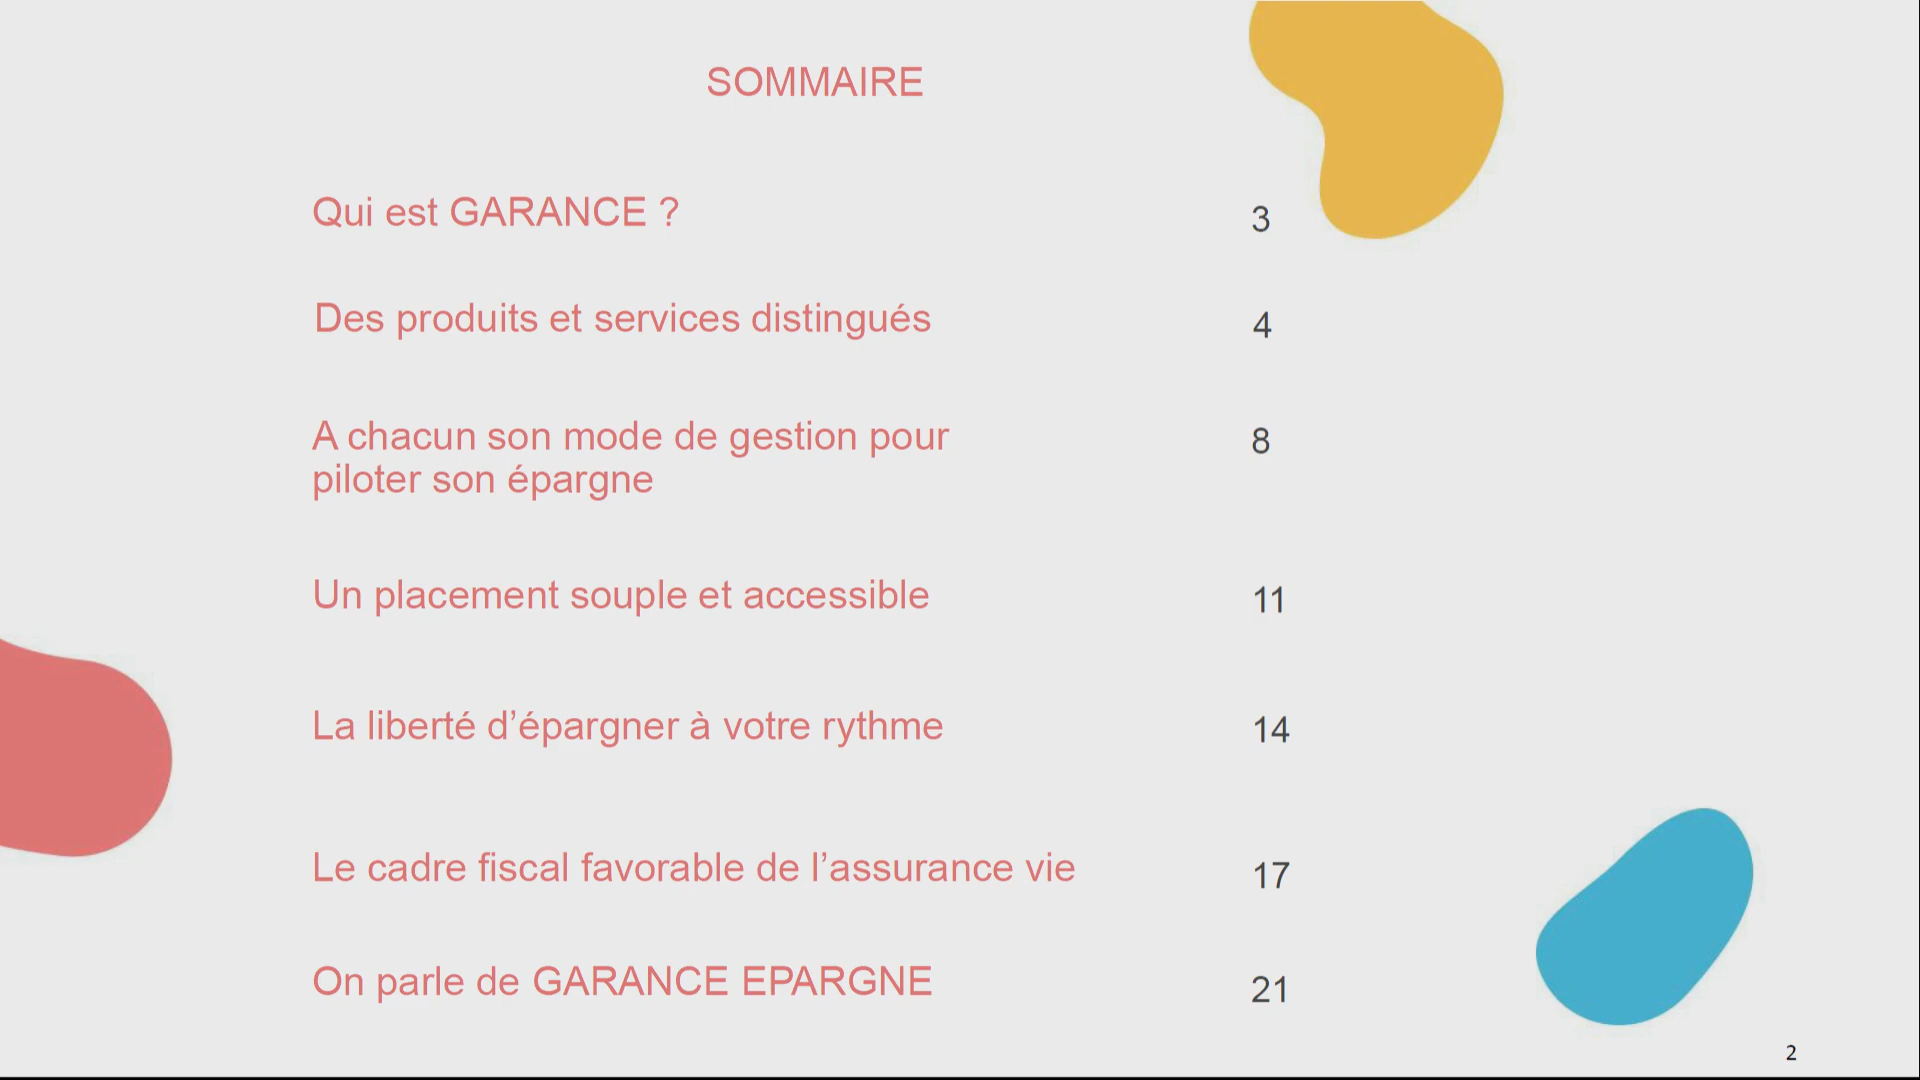 SOMMAIRE
Qui est GARANCE ? 3
Des produits et services distingués 4
A chacun son mode de gestion pour 8
piloter son épargne
Un placement souple et accessible 11
La liberté d’épargner à votre rythme 14
Le cadre fiscal favorable de l’assurance vie 17
On parle de GARANCE EPARGNE 21
2